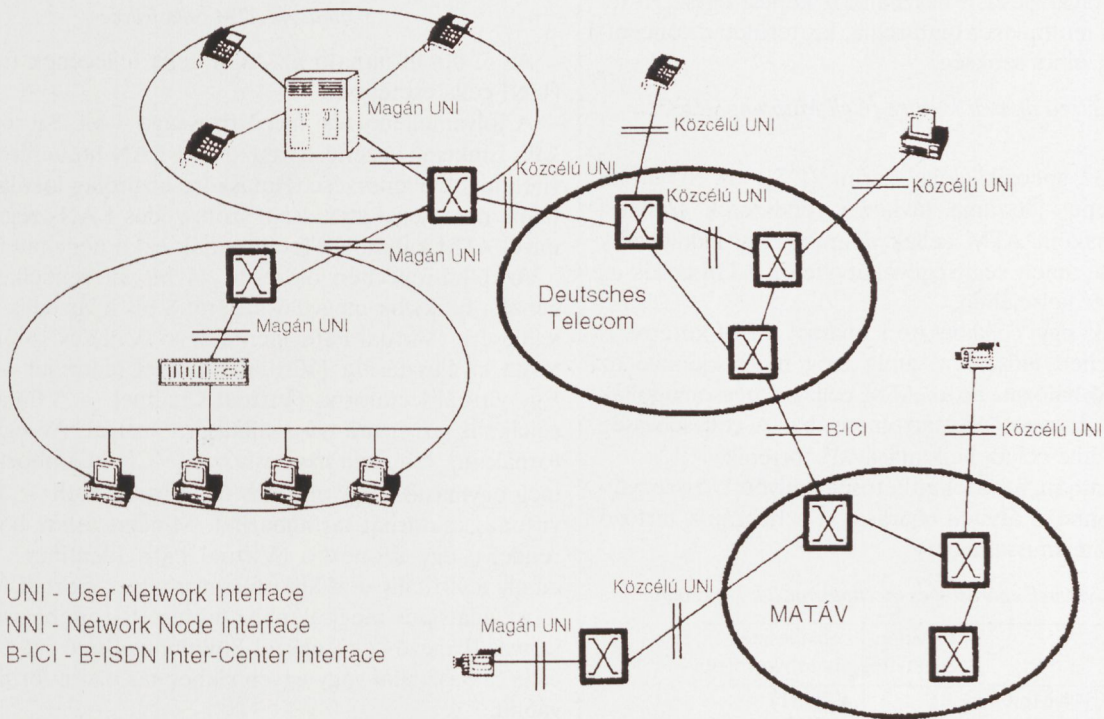 Magán UNI
Közcélú UNI
Közcélú UNI
Közcélú UNI
Közcélú UNI
Magán UNI
Magán UNI
Deutsches
Telecom
B-ICI
Közcélú UNI
Közcélú UNI
MATÁV
Magán UNI
UNI - User Network Interface
NNI - Network Node Interface
B-ICI - B-ISDN Inter-Center Interface